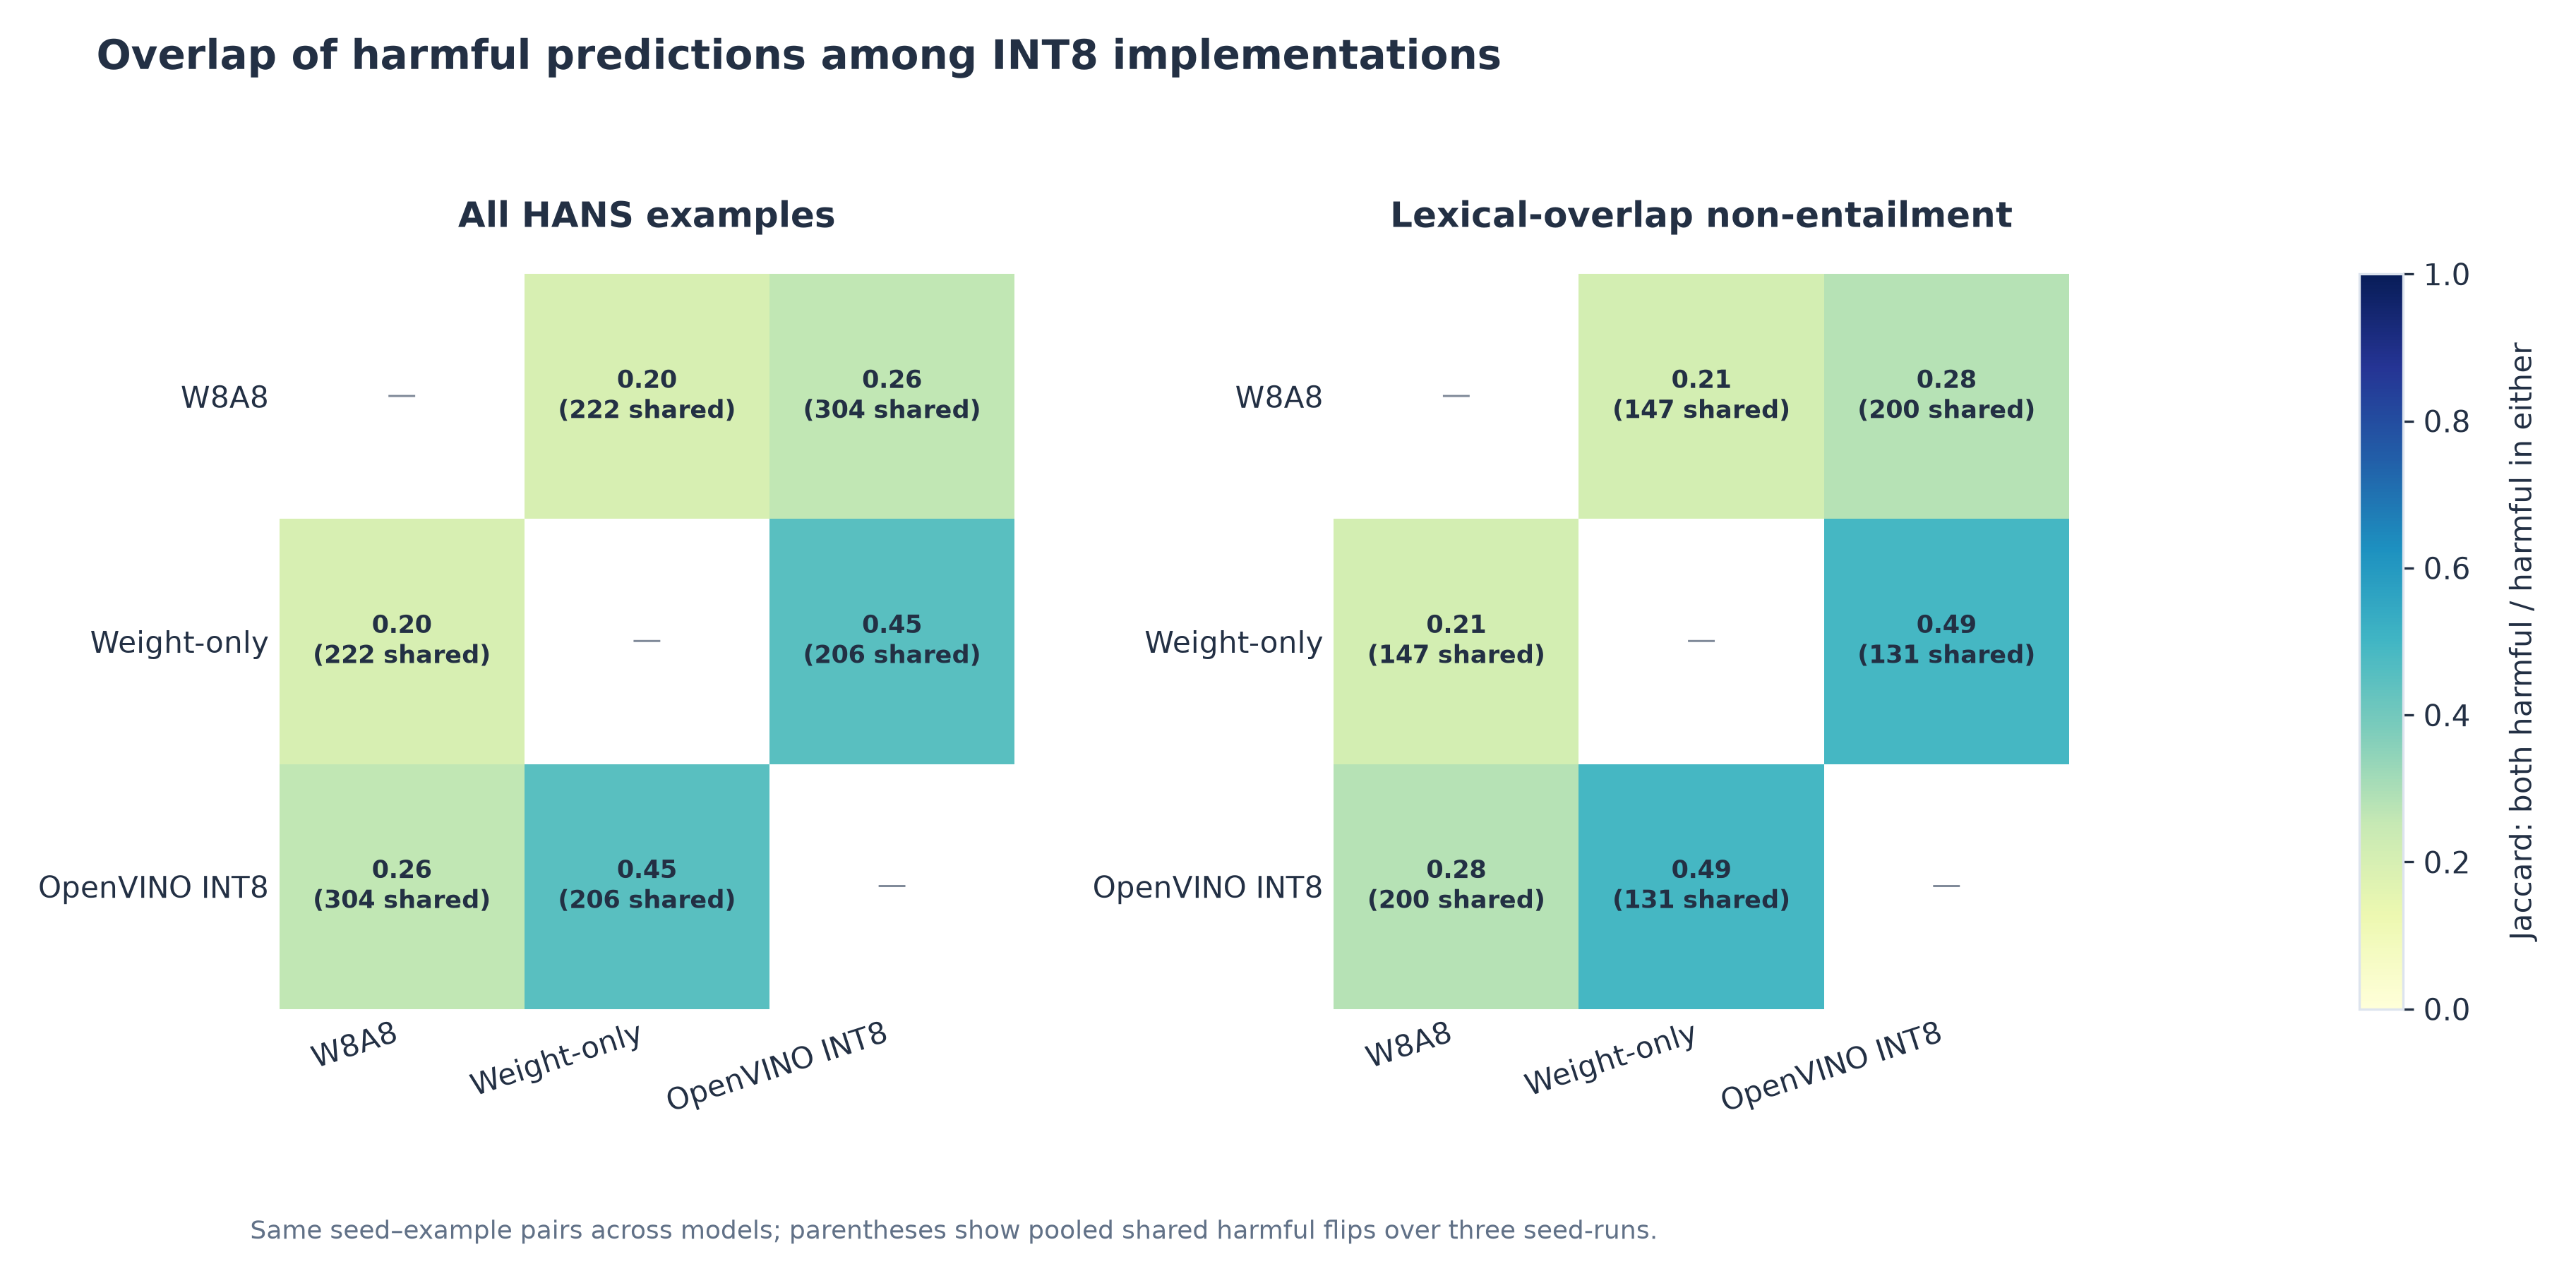 Overlap of harmful predictions among INT8 implementations
All HANS examples
W8A8
—
0.20
(222 shared)
0.26
(304 shared)
Weight-only
0.20
(222 shared)
—
0.45
(206 shared)
OpenVINO INT8
0.26
(304 shared)
0.45
(206 shared)
—
W8A8
Weight-only
OpenVINO INT8
Lexical-overlap non-entailment
W8A8
—
0.21
(147 shared)
0.28
(200 shared)
Weight-only
0.21
(147 shared)
—
0.49
(131 shared)
OpenVINO INT8
0.28
(200 shared)
0.49
(131 shared)
—
W8A8
Weight-only
OpenVINO INT8
1.0
0.8
0.6
0.4
0.2
0.0
Jaccard: both harmful / harmful in either
Same seed–example pairs across models; parentheses show pooled shared harmful flips over three seed-runs.